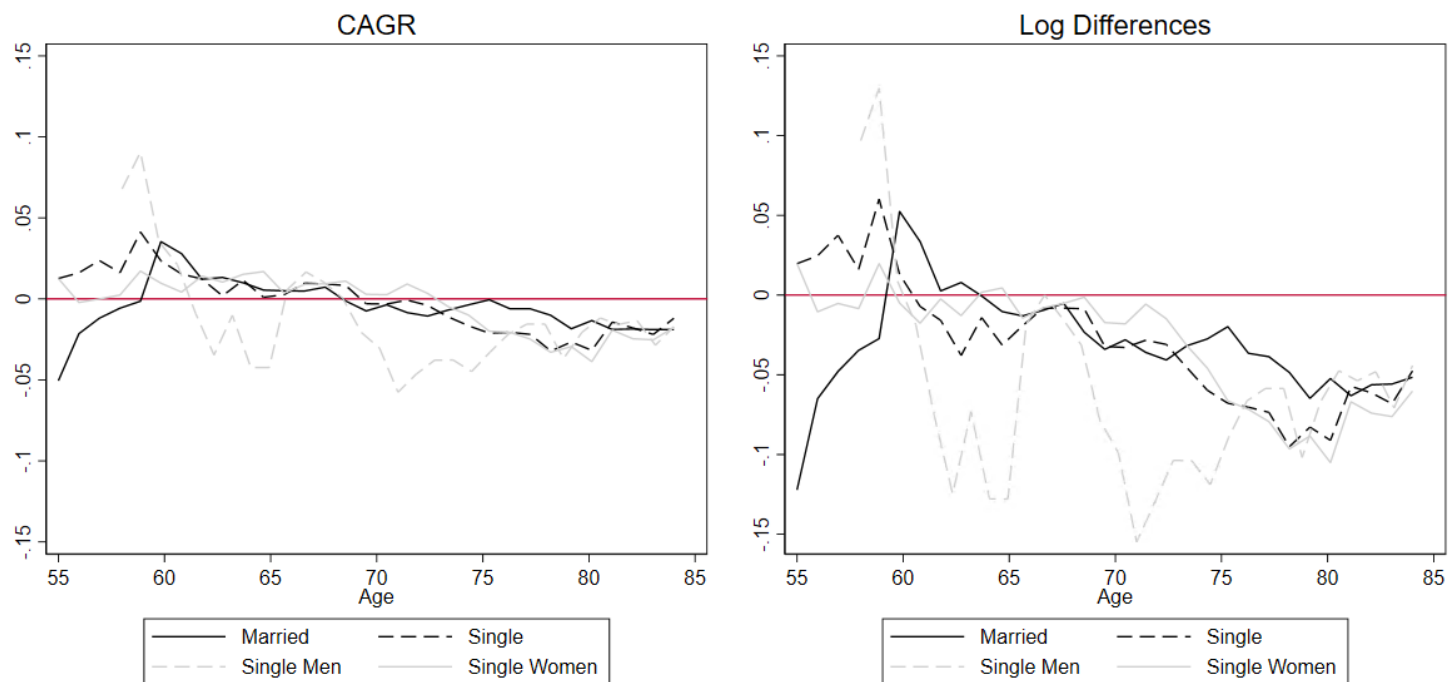 CAGR
.15
.1
.05
0
-.05
-.1
-.15
55 60 65 70 75 80 85
Age
Married Single
Single Men Single Women
Log Differences
.15
.1
.05
0
-.05
-.1
-.15
55 60 65 70 75 80 85
Age
Married Single
Single Men Single Women